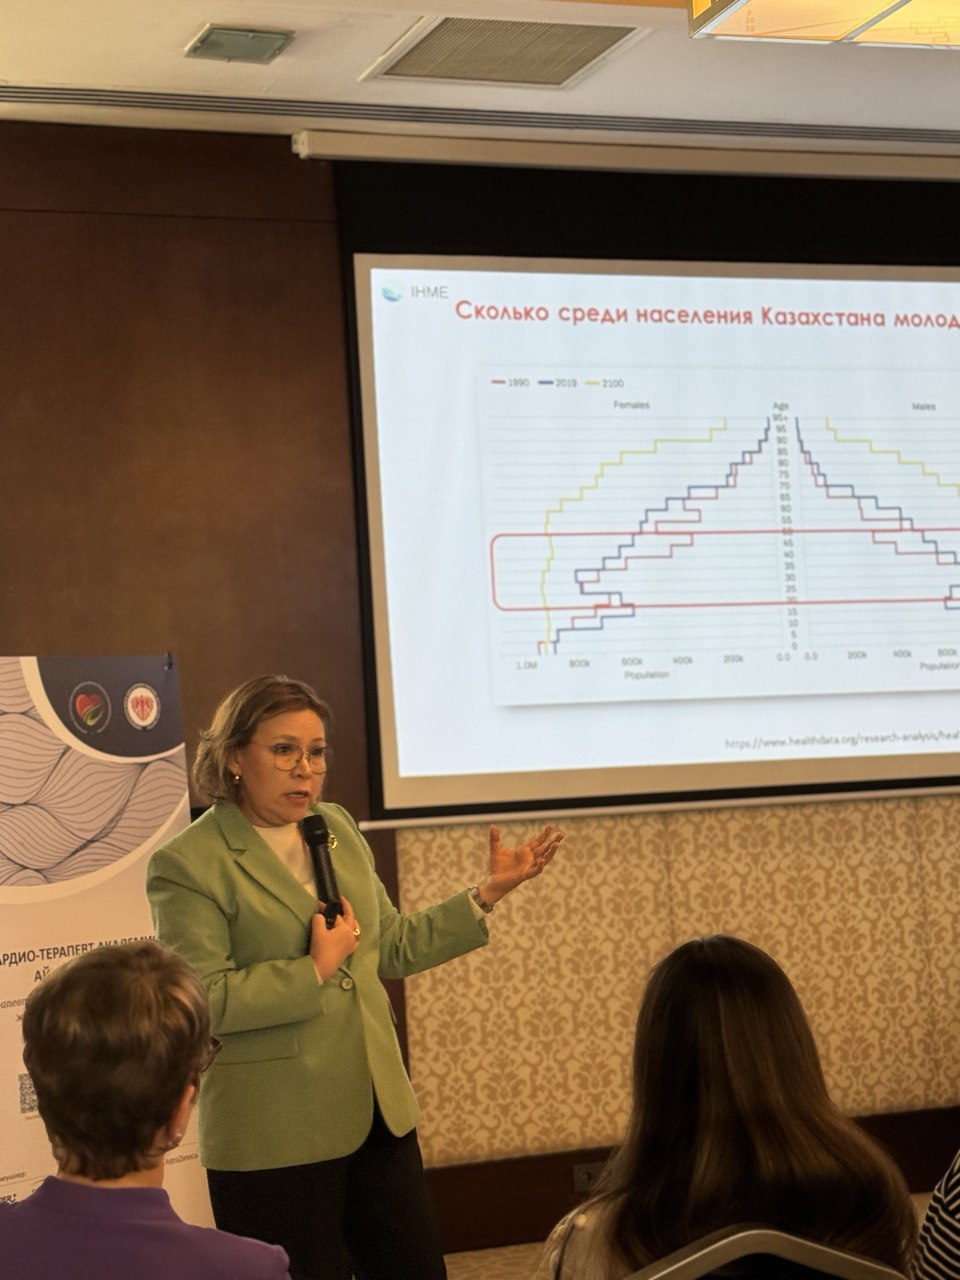 IHME
Сколько среди населения Казахстана молод
1990 2019 2100
Females Age Males
95+
95
90
85
80
75
70
65
60
55
50
45
40
35
30
25
20
15
10
5
0
1.0M 800k 600k 400k 200k 0.0 0.0 200k 400k 600k
Population Population
https://www.healthdata.org/research-analysis/heal
АРДИО-ТЕРАПЕВТ АКАДЕМИ
АЙ
AstraZeneca